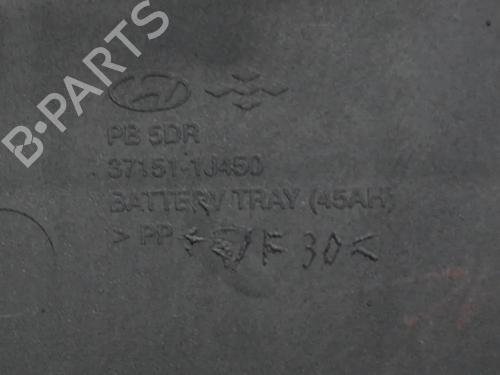 B-PARTS
PB 5DR
37151-1J450
BATTERY TRAY (45AH)
> PP F 30 <